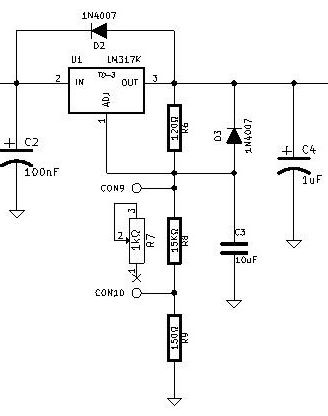 1N4007
D2
U1 LM317K
TO-3
2 IN OUT 3
ADJ
1
C2
100nF
120Ω
R6
D3
1N4007
C4
1uF
CON9
3
2
1
1kΩ
R7
15KΩ
R8
C3
10uF
CON10
150Ω
R9